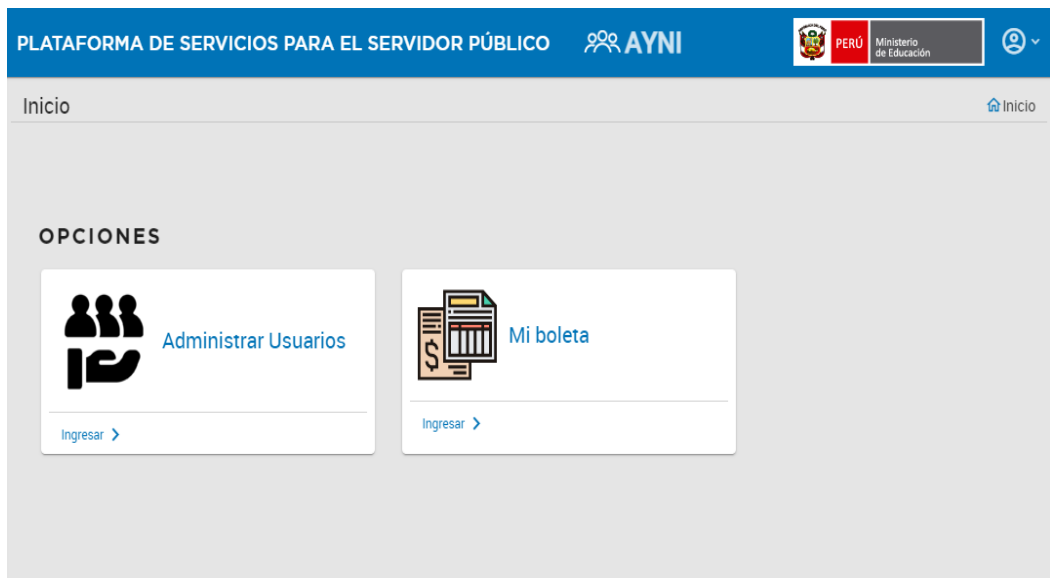 PLATAFORMA DE SERVICIOS PARA EL SERVIDOR PÚBLICO AYNI
PERÚ Ministerio de Educación
Inicio
Inicio
OPCIONES
Administrar Usuarios
Ingresar
Mi boleta
$
Ingresar